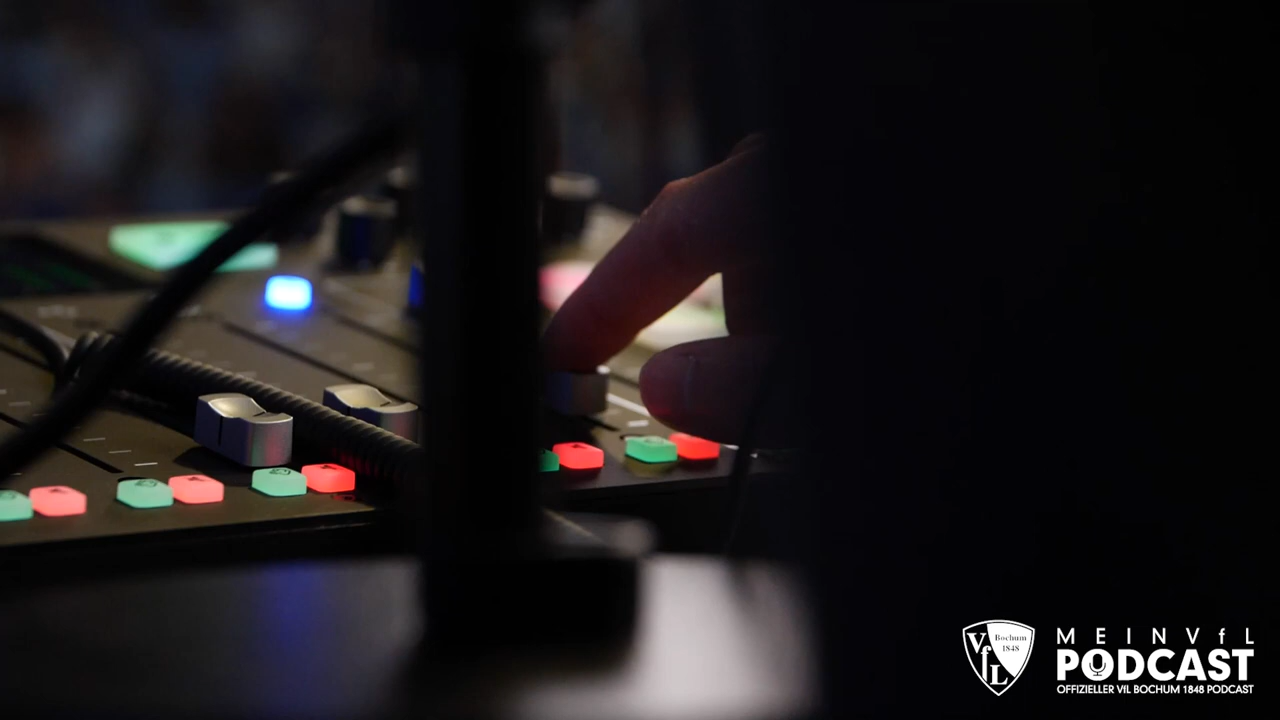 VfL
Bochum
1848
MEINVfL
PODCAST
OFFIZIELLER VfL BOCHUM 1848 PODCAST